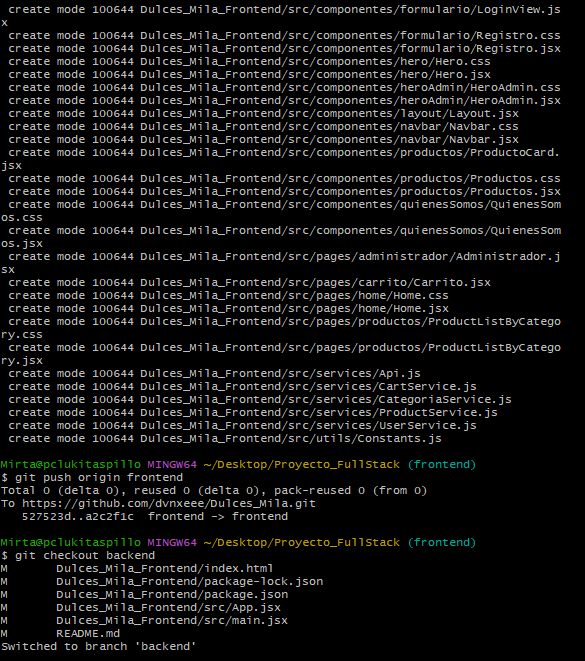 create mode 100644 Dulces_Mila_Frontend/src/componentes/formulario/LoginView.js
x
create mode 100644 Dulces_Mila_Frontend/src/componentes/formulario/Registro.css
create mode 100644 Dulces_Mila_Frontend/src/componentes/formulario/Registro.jsx
create mode 100644 Dulces_Mila_Frontend/src/componentes/hero/Hero.css
create mode 100644 Dulces_Mila_Frontend/src/componentes/hero/Hero.jsx
create mode 100644 Dulces_Mila_Frontend/src/componentes/heroAdmin/HeroAdmin.css
create mode 100644 Dulces_Mila_Frontend/src/componentes/heroAdmin/HeroAdmin.jsx
create mode 100644 Dulces_Mila_Frontend/src/componentes/layout/Layout.jsx
create mode 100644 Dulces_Mila_Frontend/src/componentes/navbar/Navbar.css
create mode 100644 Dulces_Mila_Frontend/src/componentes/navbar/Navbar.jsx
create mode 100644 Dulces_Mila_Frontend/src/componentes/productos/ProductoCard.
jsx
create mode 100644 Dulces_Mila_Frontend/src/componentes/productos/Productos.css
create mode 100644 Dulces_Mila_Frontend/src/componentes/productos/Productos.jsx
create mode 100644 Dulces_Mila_Frontend/src/componentes/quienesSomos/QuienesSom
os.css
create mode 100644 Dulces_Mila_Frontend/src/componentes/quienesSomos/QuienesSom
os.jsx
create mode 100644 Dulces_Mila_Frontend/src/pages/administrador/Administrador.j
sx
create mode 100644 Dulces_Mila_Frontend/src/pages/carrito/Carrito.jsx
create mode 100644 Dulces_Mila_Frontend/src/pages/home/Home.css
create mode 100644 Dulces_Mila_Frontend/src/pages/home/Home.jsx
create mode 100644 Dulces_Mila_Frontend/src/pages/productos/ProductListByCatego
ry.css
create mode 100644 Dulces_Mila_Frontend/src/pages/productos/ProductListByCatego
ry.jsx
create mode 100644 Dulces_Mila_Frontend/src/services/Api.js
create mode 100644 Dulces_Mila_Frontend/src/services/CartService.js
create mode 100644 Dulces_Mila_Frontend/src/services/CategoriaService.js
create mode 100644 Dulces_Mila_Frontend/src/services/ProductService.js
create mode 100644 Dulces_Mila_Frontend/src/services/UserService.js
create mode 100644 Dulces_Mila_Frontend/src/utils/Constants.js
Mirta@pclukitaspillo MINGW64 ~/Desktop/Proyecto_FullStack (frontend)
$ git push origin frontend
Total 0 (delta 0), reused 0 (delta 0), pack-reused 0 (from 0)
To https://github.com/dvnxeee/Dulces_Mila.git
527523d..a2c2f1c frontend -> frontend
Mirta@pclukitaspillo MINGW64 ~/Desktop/Proyecto_FullStack (frontend)
$ git checkout backend
M Dulces_Mila_Frontend/index.html
M Dulces_Mila_Frontend/package-lock.json
M Dulces_Mila_Frontend/package.json
M Dulces_Mila_Frontend/src/App.jsx
M Dulces_Mila_Frontend/src/main.jsx
M README.md
Switched to branch 'backend'